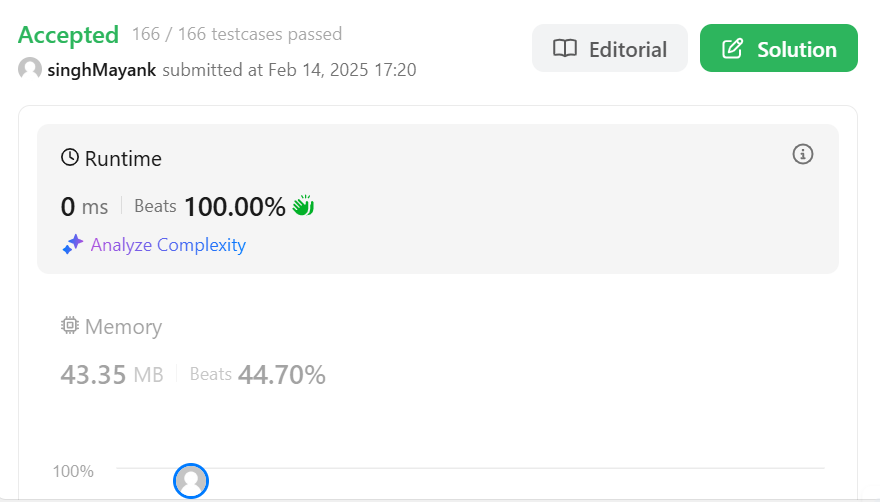 Accepted 166 / 166 testcases passed
Editorial
Solution
singhMayank submitted at Feb 14, 2025 17:20
Runtime
0 ms Beats 100.00%
Analyze Complexity
Memory
43.35 MB Beats 44.70%
100%